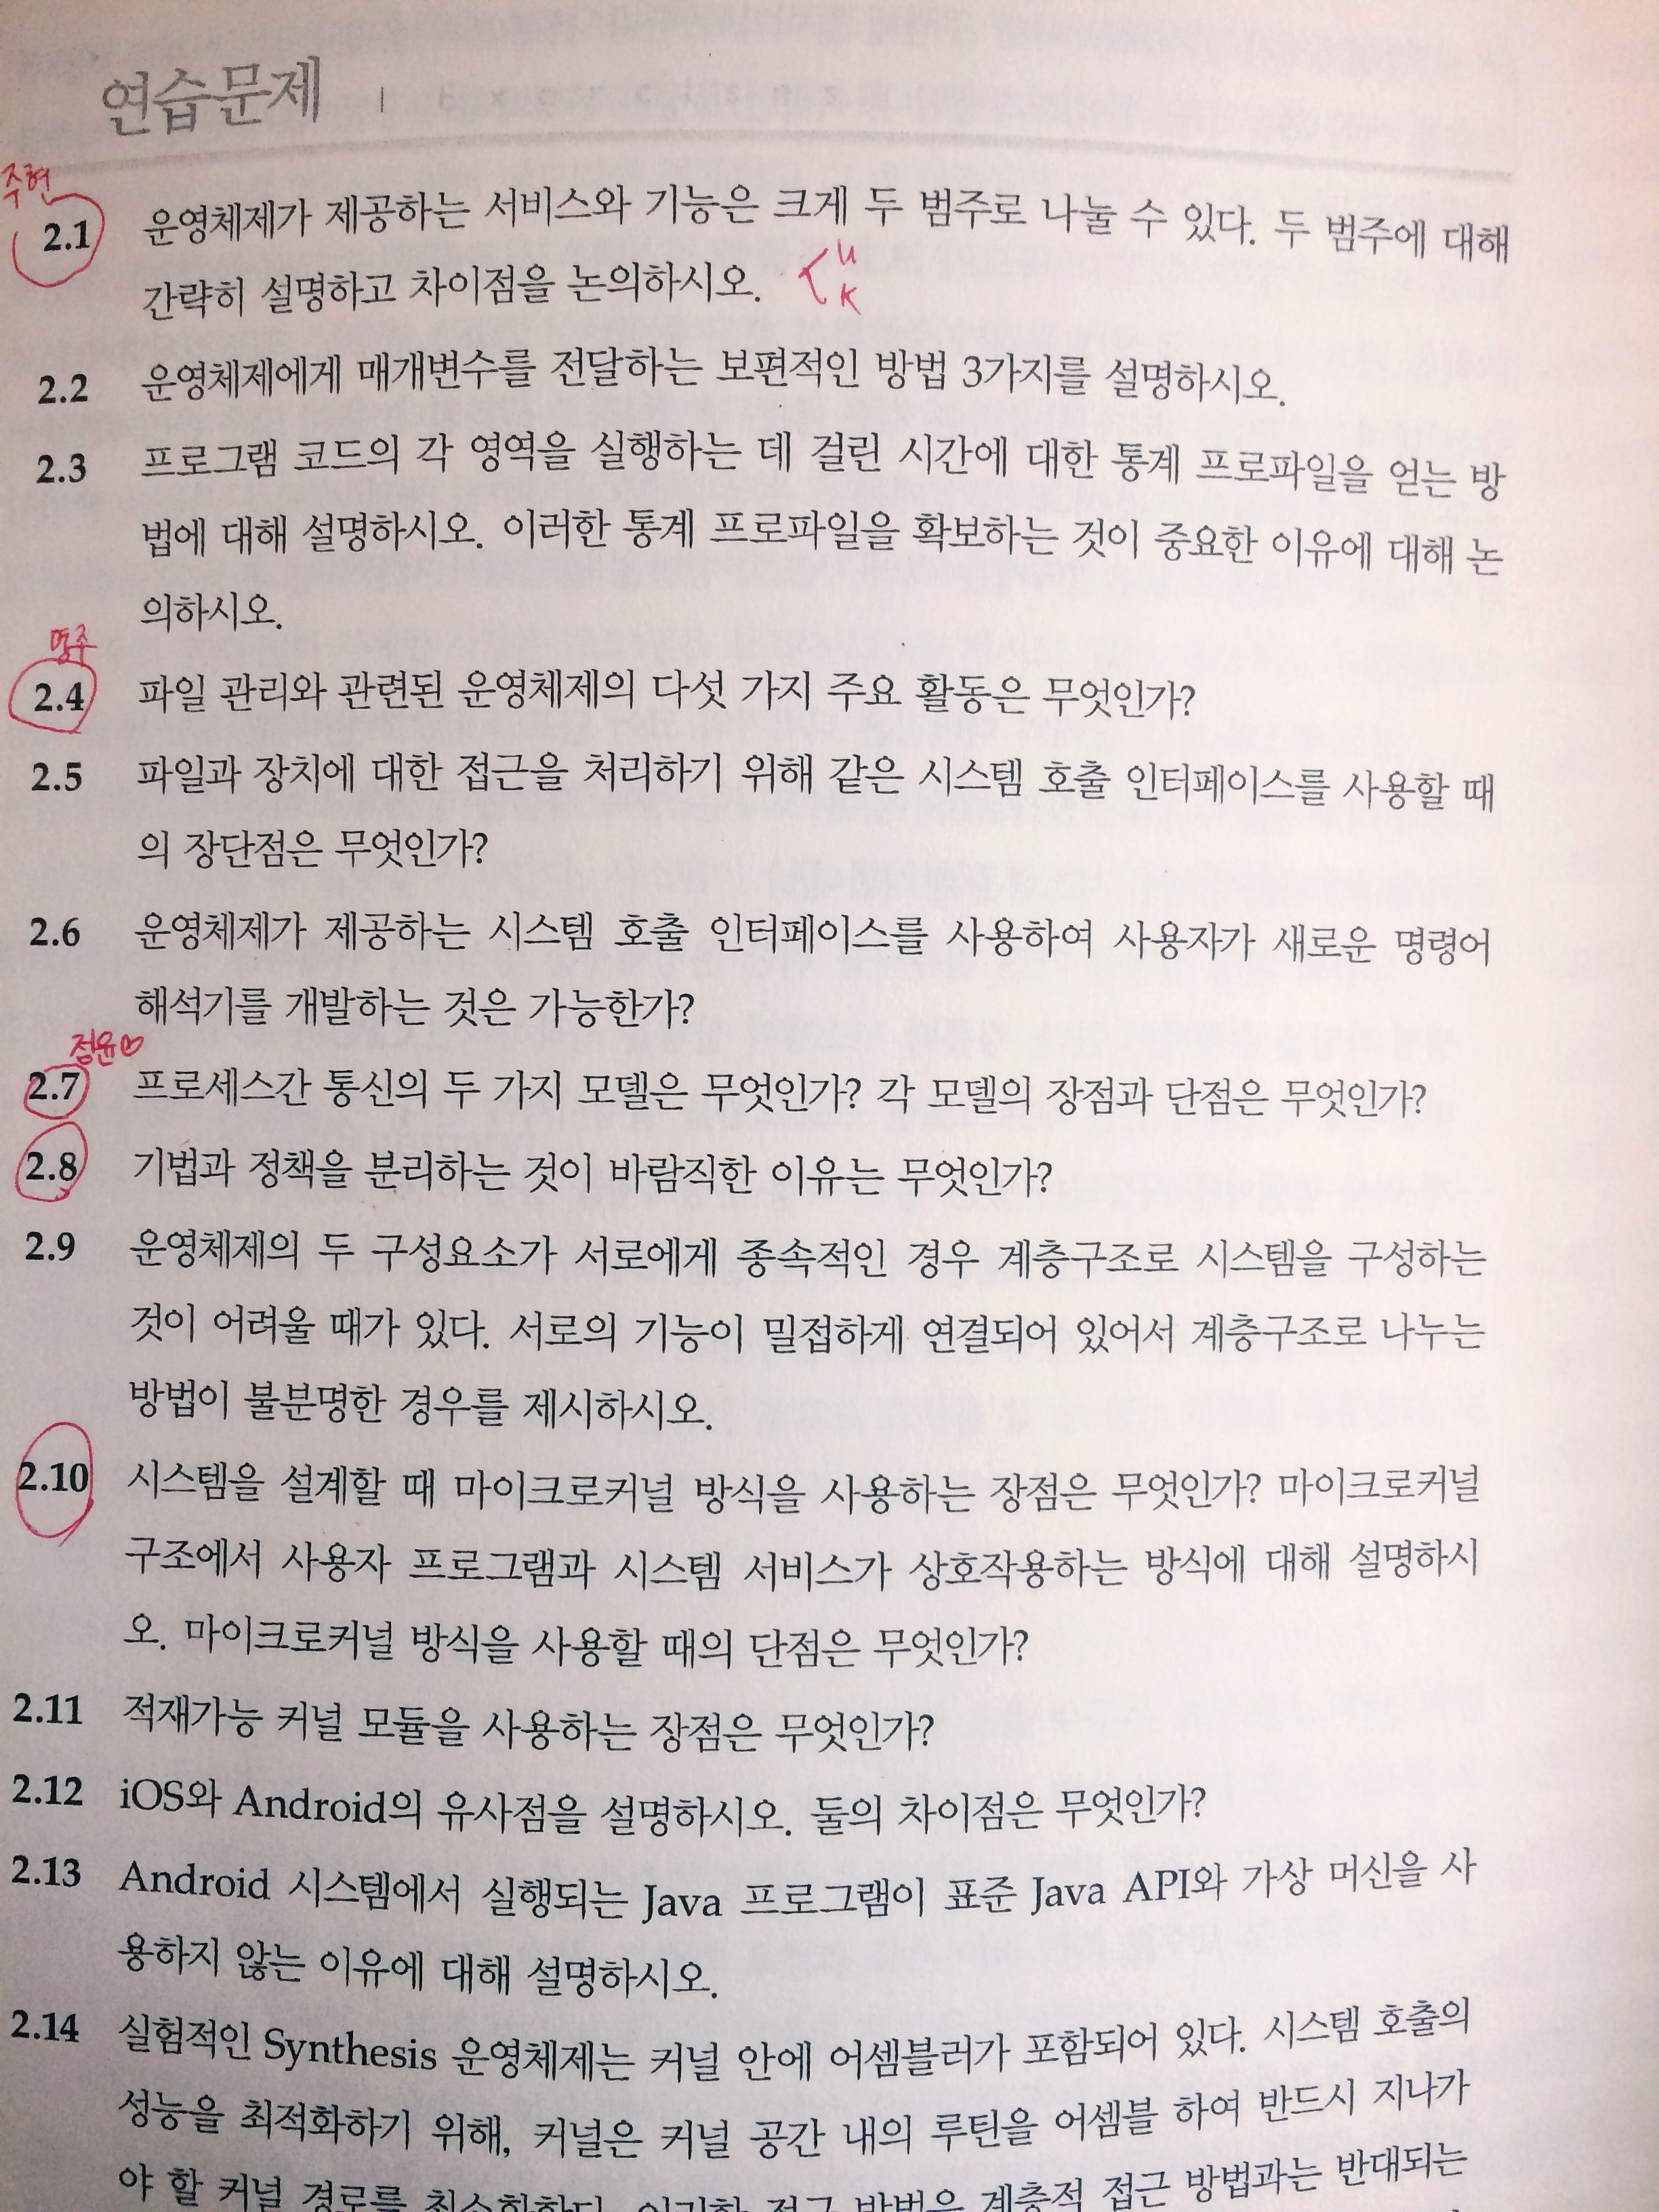 연습문제 |
주현
2.1 운영체제가 제공하는 서비스와 기능은 크게 두 범주로 나눌 수 있다. 두 범주에 대해
간략히 설명하고 차이점을 논의하시오. < u
k
2.2 운영체제에게 매개변수를 전달하는 보편적인 방법 3가지를 설명하시오.
2.3 프로그램 코드의 각 영역을 실행하는 데 걸린 시간에 대한 통계 프로파일을 얻는 방
법에 대해 설명하시오. 이러한 통계 프로파일을 확보하는 것이 중요한 이유에 대해 논
의하시오.
명주
2.4 파일 관리와 관련된 운영체제의 다섯 가지 주요 활동은 무엇인가?
2.5 파일과 장치에 대한 접근을 처리하기 위해 같은 시스템 호출 인터페이스를 사용할 때
의 장단점은 무엇인가?
2.6 운영체제가 제공하는 시스템 호출 인터페이스를 사용하여 사용자가 새로운 명령어
해석기를 개발하는 것은 가능한가?
정윤♡
2.7 프로세스간 통신의 두 가지 모델은 무엇인가? 각 모델의 장점과 단점은 무엇인가?
2.8 기법과 정책을 분리하는 것이 바람직한 이유는 무엇인가?
2.9 운영체제의 두 구성요소가 서로에게 종속적인 경우 계층구조로 시스템을 구성하는
것이 어려울 때가 있다. 서로의 기능이 밀접하게 연결되어 있어서 계층구조로 나누는
방법이 불분명한 경우를 제시하시오.
2.10 시스템을 설계할 때 마이크로커널 방식을 사용하는 장점은 무엇인가? 마이크로커널
구조에서 사용자 프로그램과 시스템 서비스가 상호작용하는 방식에 대해 설명하시
오. 마이크로커널 방식을 사용할 때의 단점은 무엇인가?
2.11 적재가능 커널 모듈을 사용하는 장점은 무엇인가?
2.12 iOS와 Android의 유사점을 설명하시오. 둘의 차이점은 무엇인가?
2.13 Android 시스템에서 실행되는 Java 프로그램이 표준 Java API와 가상 머신을 사
용하지 않는 이유에 대해 설명하시오.
2.14 실험적인 Synthesis 운영체제는 커널 안에 어셈블러가 포함되어 있다. 시스템 호출의
성능을 최적화하기 위해, 커널은 커널 공간 내의 루틴을 어셈블 하여 반드시 지나가
야 할 커널 경로를 최소화한다. 이러한 접근 방법은 계층적 접근 방법과는 반대되는